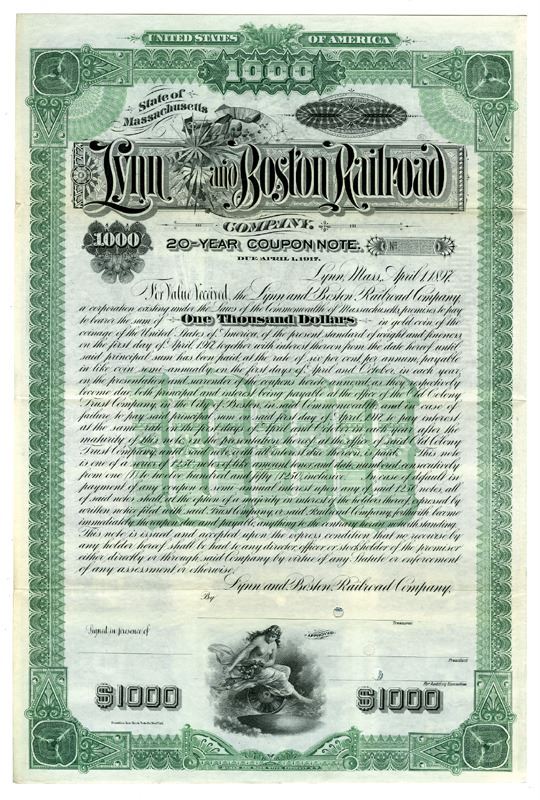 UNITED STATES OF AMERICA
1000
State of
Massachusetts
Lynn and Boston Railroad
COMPANY.
1000
20-YEAR COUPON NOTE.
No
DUE APRIL 1, 1917.
Lynn, Mass., April 1, 1897.
For Value Received, the Lynn and Boston Railroad Company,
a corporation existing under the Laws of the Commonwealth of Massachusetts, promises to
pay to bearer the sum of One Thousand Dollars in gold coin of the
coinage of the United States of America, of the present standard of weight and fineness
on the first day of April 1917, together with interest thereon from the date hereof until
said principal sum has been paid at the rate of six per cent per annum, payable
in like coin semi-annually, on the first days of April and October, in each year,
on the presentation and surrender of the coupons hereto annexed as they respectively
become due, both principal and interest being payable at the office of the Old Colony
Trust Company, in the City of Boston, in said Commonwealth, and in case of
failure to pay said principal sum on said first day of April, 1917, to pay interest
at the same rate on the first days of April and October in each year after the
maturity of this note on presentation hereof at the office of said Old Colony
Trust Company until this note, with all interest due thereon, is paid. This note
is one of a series of 1250 notes of this amount, tenor and date, numbered consecutively
from one (1) to twelve hundred and fifty (1250), inclusive. In case of default in
payment of any coupon or semi-annual interest upon any of said 1250 notes, all
of said notes shall, at the option of a majority in interest of the holders thereof expressed by
written notice filed with said Trust Company, or said Railroad Company, forthwith become
immediately due and payable, anything to the contrary herein notwithstanding.
This note is issued and accepted upon the express condition that no recourse by
any holder hereof shall be had to any director, officer or stockholder of the promisor
either directly or through said Company by virtue of any Statute or enforcement
of any assessment or otherwise.
Lynn and Boston Railroad Company,
By
Treasurer
Signed in presence of
APPROVED:
President
For Auditing Committee
$1000
$1000